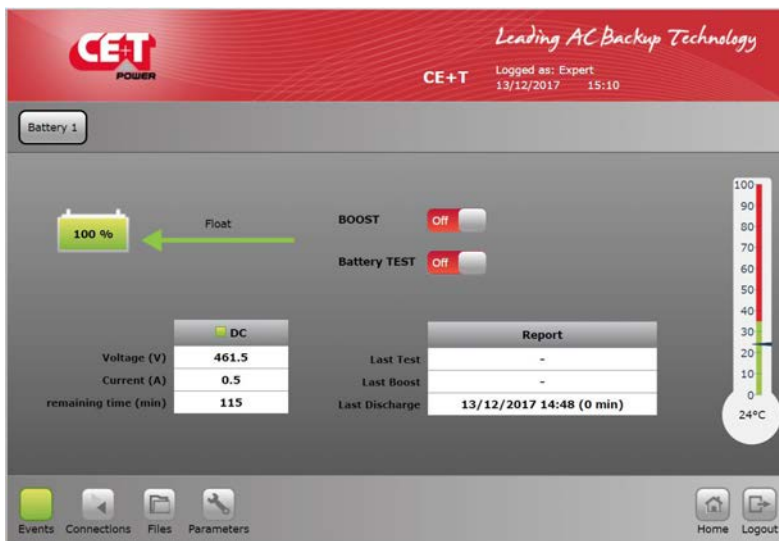 CE+T
POWER
Leading AC Backup Technology
CE+T
Logged as: Expert
13/12/2017 15:10
Battery 1
100 %
Float
BOOST
Off
Battery TEST
Off
DC
Voltage (V) 461.5
Current (A) 0.5
remaining time (min) 115
Report
Last Test -
Last Boost -
Last Discharge 13/12/2017 14:48 (0 min)
100
90
80
70
60
50
40
30
20
10
0
24°C
Events
Connections
Files
Parameters
Home
Logout